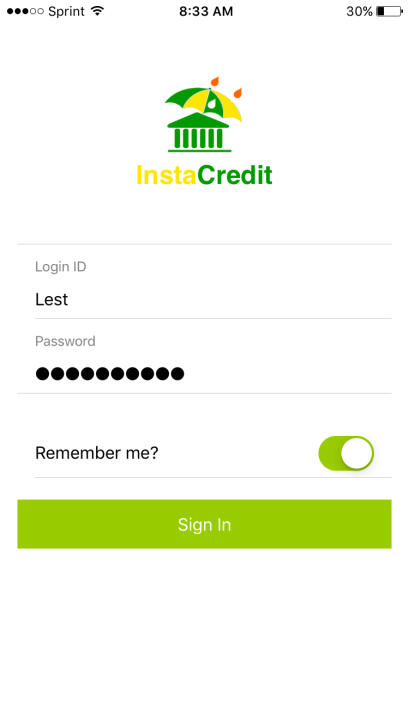 Sprint 8:33 AM 30%
InstaCredit
Login ID
Lest
Password
●●●●●●●●●●
Remember me?
Sign In